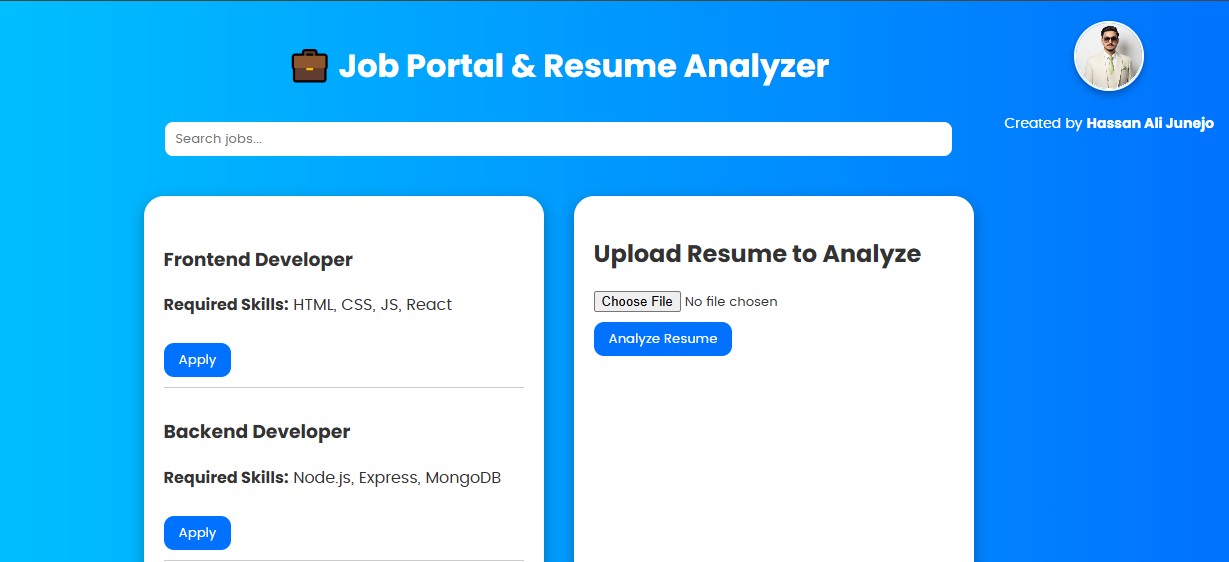 Job Portal & Resume Analyzer
Created by Hassan Ali Junejo
Search jobs...
Frontend Developer
Required Skills: HTML, CSS, JS, React
Apply
Backend Developer
Required Skills: Node.js, Express, MongoDB
Apply
Upload Resume to Analyze
Choose File No file chosen
Analyze Resume